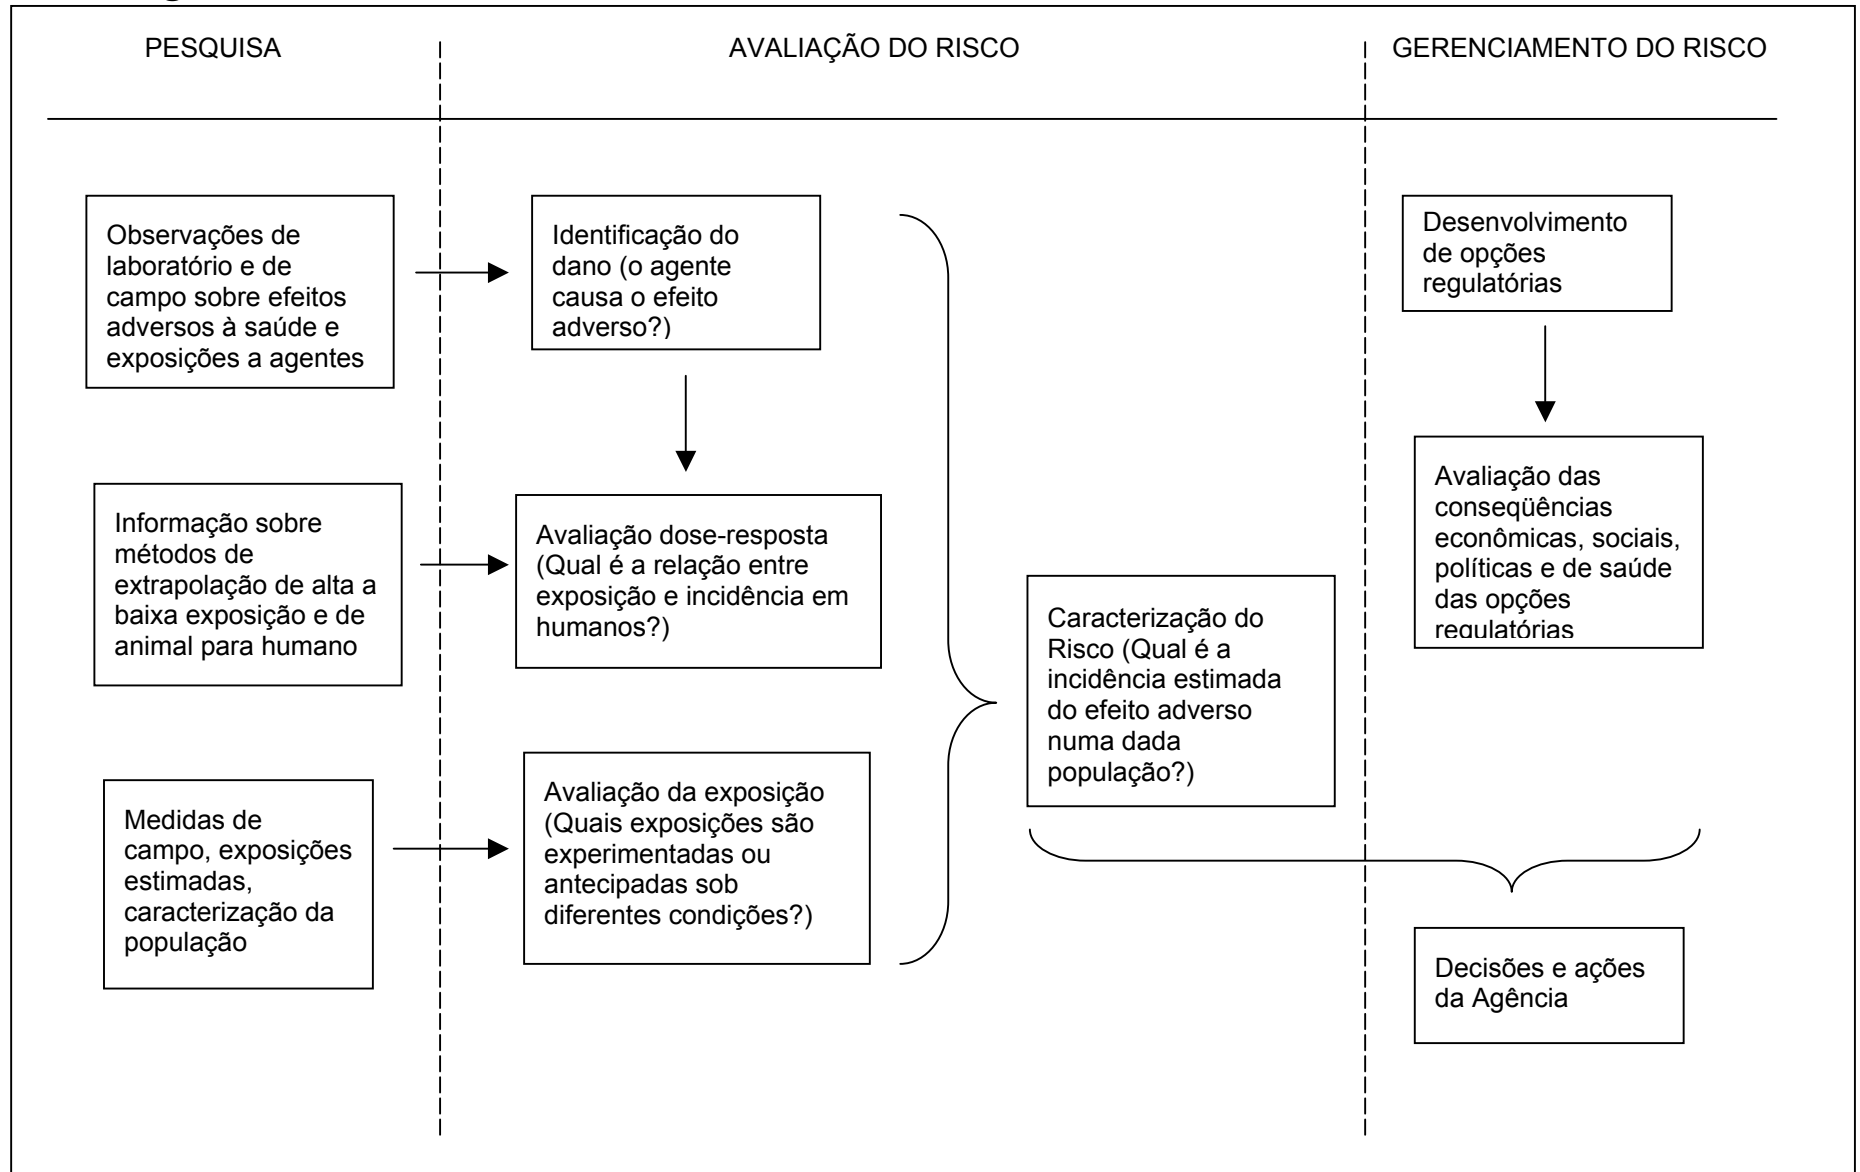 PESQUISA
AVALIAÇÃO DO RISCO
GERENCIAMENTO DO RISCO
Observações de
laboratório e de
campo sobre efeitos
adversos à saúde e
exposições a agentes
Identificação do
dano (o agente
causa o efeito
adverso?)
Desenvolvimento
de opções
regulatórias
Informação sobre
métodos de
extrapolação de alta a
baixa exposição e de
animal para humano
Avaliação dose-resposta
(Qual é a relação entre
exposição e incidência em
humanos?)
Avaliação das
conseqüências
econômicas, sociais,
políticas e de saúde
das opções
regulatórias
Caracterização do
Risco (Qual é a
incidência estimada
do efeito adverso
numa dada
população?)
Medidas de
campo, exposições
estimadas,
caracterização da
população
Avaliação da exposição
(Quais exposições são
experimentadas ou
antecipadas sob
diferentes condições?)
Decisões e ações
da Agência